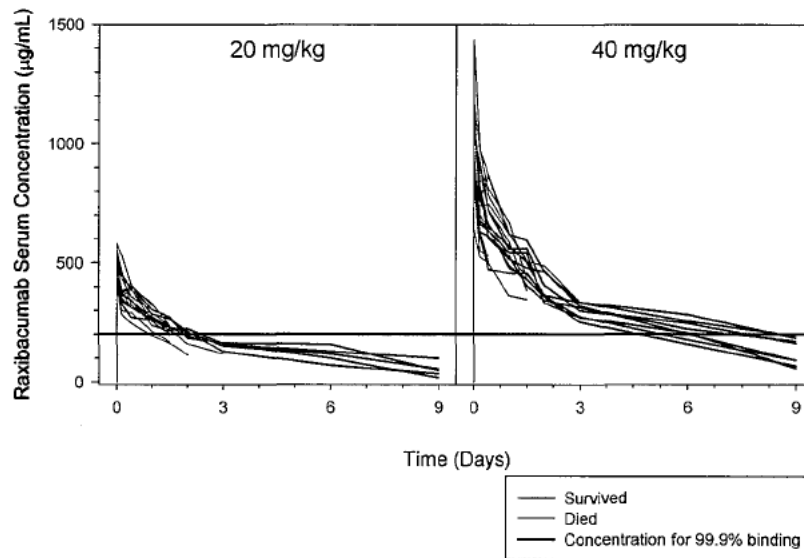 Raxibacumab Serum Concentration (µg/mL)
1500
1000
500
0
20 mg/kg
40 mg/kg
0 3 6 9 0 3 6 9
Time (Days)
Survived
Died
Concentration for 99.9% binding